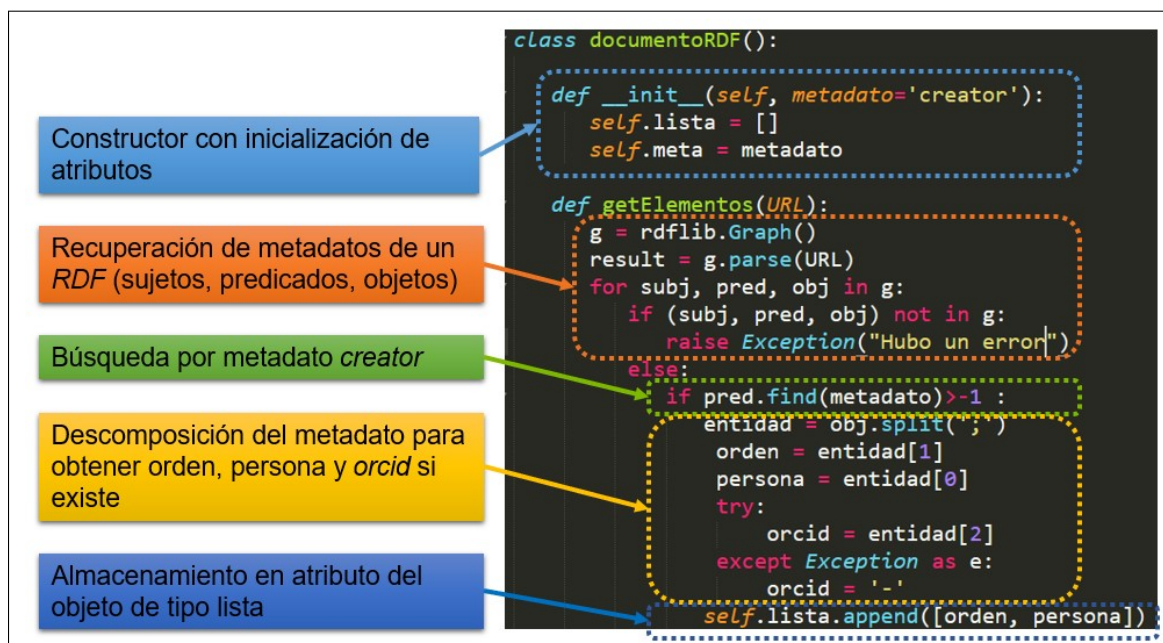 Constructor con inicialización de
atributos
Recuperación de metadatos de un
RDF (sujetos, predicados, objetos)
Búsqueda por metadato creator
Descomposición del metadato para
obtener orden, persona y orcid si
existe
Almacenamiento en atributo del
objeto de tipo lista
class documentoRDF():
def __init__(self, metadato='creator'):
self.lista = []
self.meta = metadato
def getElementos(URL):
g = rdflib.Graph()
result = g.parse(URL)
for subj, pred, obj in g:
if (subj, pred, obj) not in g:
raise Exception("Hubo un error")
else:
if pred.find(metadato)>-1 :
entidad = obj.split(';')
orden = entidad[1]
persona = entidad[0]
try:
orcid = entidad[2]
except Exception as e:
orcid = '-'
self.lista.append([orden, persona])